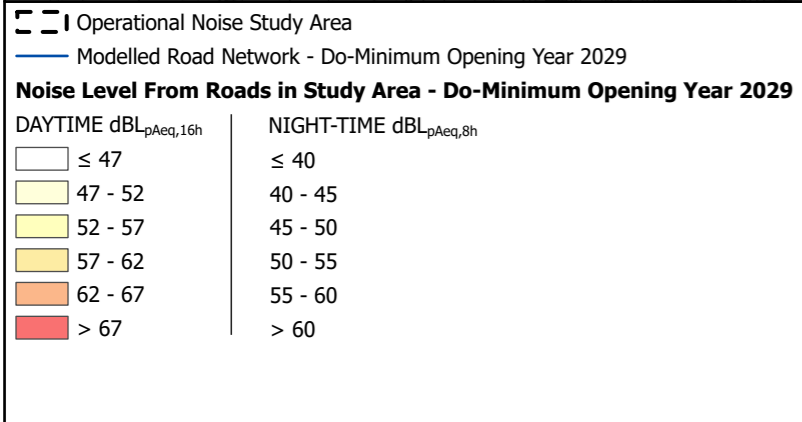 Operational Noise Study Area
Modelled Road Network - Do-Minimum Opening Year 2029
Noise Level From Roads in Study Area - Do-Minimum Opening Year 2029
DAYTIME dBLpAeq,16h NIGHT-TIME dBLpAeq,8h
≤ 47 ≤ 40
47 - 52 40 - 45
52 - 57 45 - 50
57 - 62 50 - 55
62 - 67 55 - 60
> 67 > 60